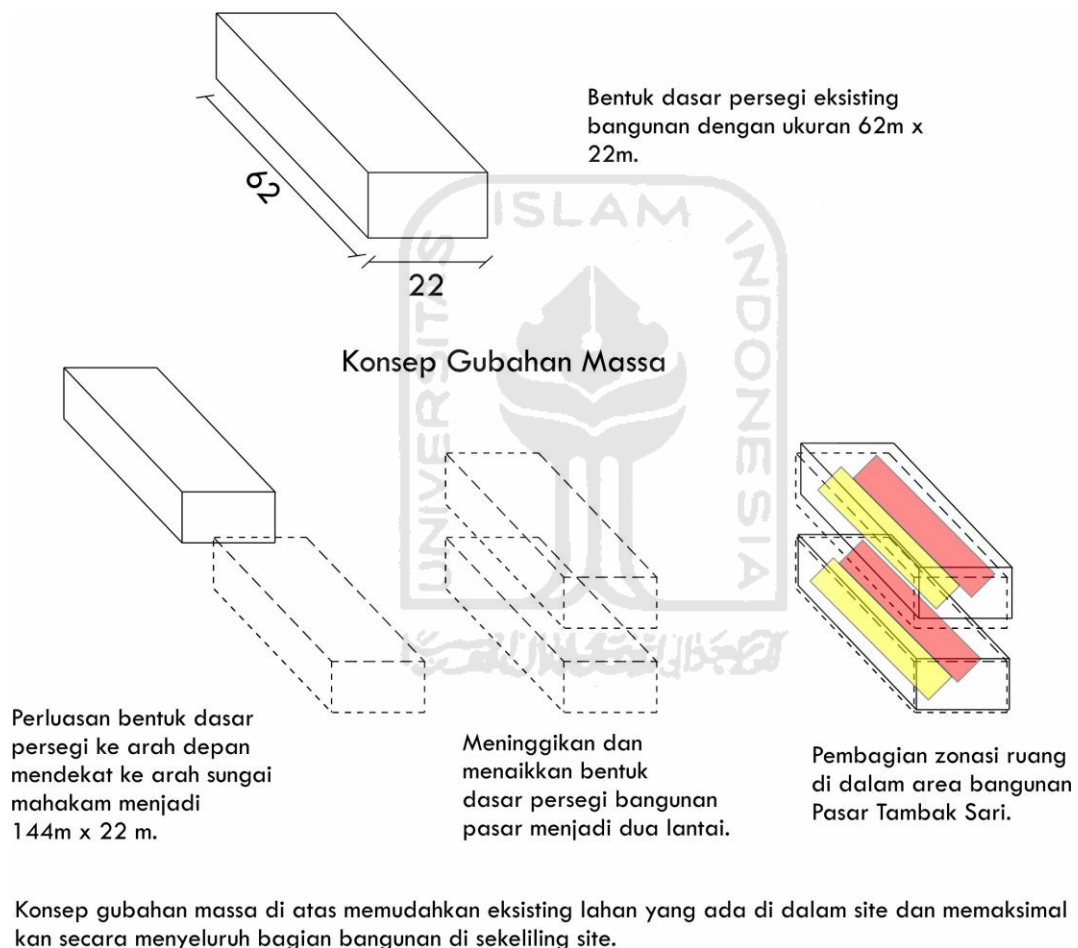 Bentuk dasar persegi eksisting
bangunan dengan ukuran 62m x
22m.
62
22
UNIVERSITAS
ISLAM
INDONESIA
Konsep Gubahan Massa
Perluasan bentuk dasar
persegi ke arah depan
mendekat ke arah sungai
mahakam menjadi
144m x 22 m.
Meninggikan dan
menaikkan bentuk
dasar persegi bangunan
pasar menjadi dua lantai.
Pembagian zonasi ruang
di dalam area bangunan
Pasar Tambak Sari.
Konsep gubahan massa di atas memudahkan eksisting lahan yang ada di dalam site dan memaksimal
kan secara menyeluruh bagian bangunan di sekeliling site.